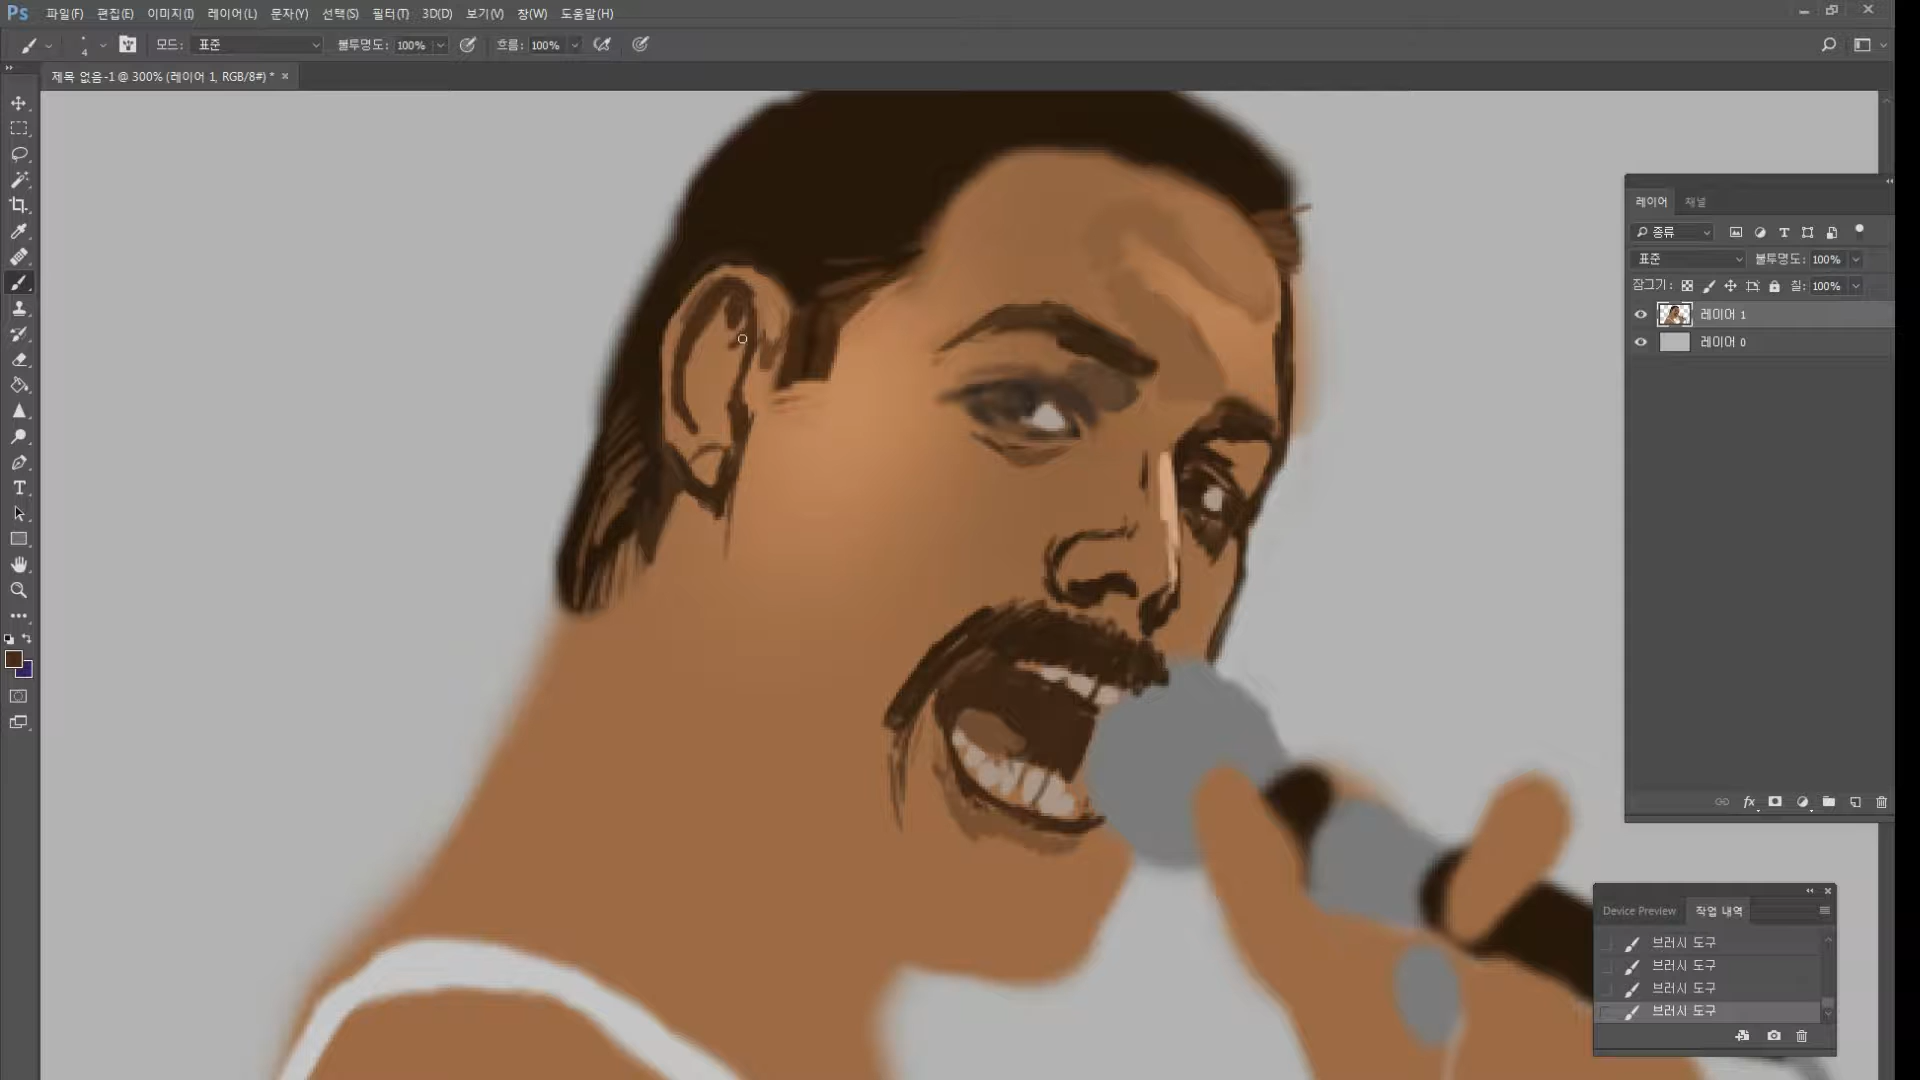 Ps 파일(F) 편집(E) 이미지(I) 레이어(L) 문자(Y) 선택(S) 필터(T) 3D(D) 보기(V) 창(W) 도움말(H)
4 모드: 표준 불투명도: 100% 흐름: 100%
제목 없음-1 @ 300% (레이어 1, RGB/8#) *
레이어 채널
종류
표준 불투명도: 100%
잠그기: 칠: 100%
레이어 1
레이어 0
fx
Device Preview 작업 내역
브러시 도구
브러시 도구
브러시 도구
브러시 도구